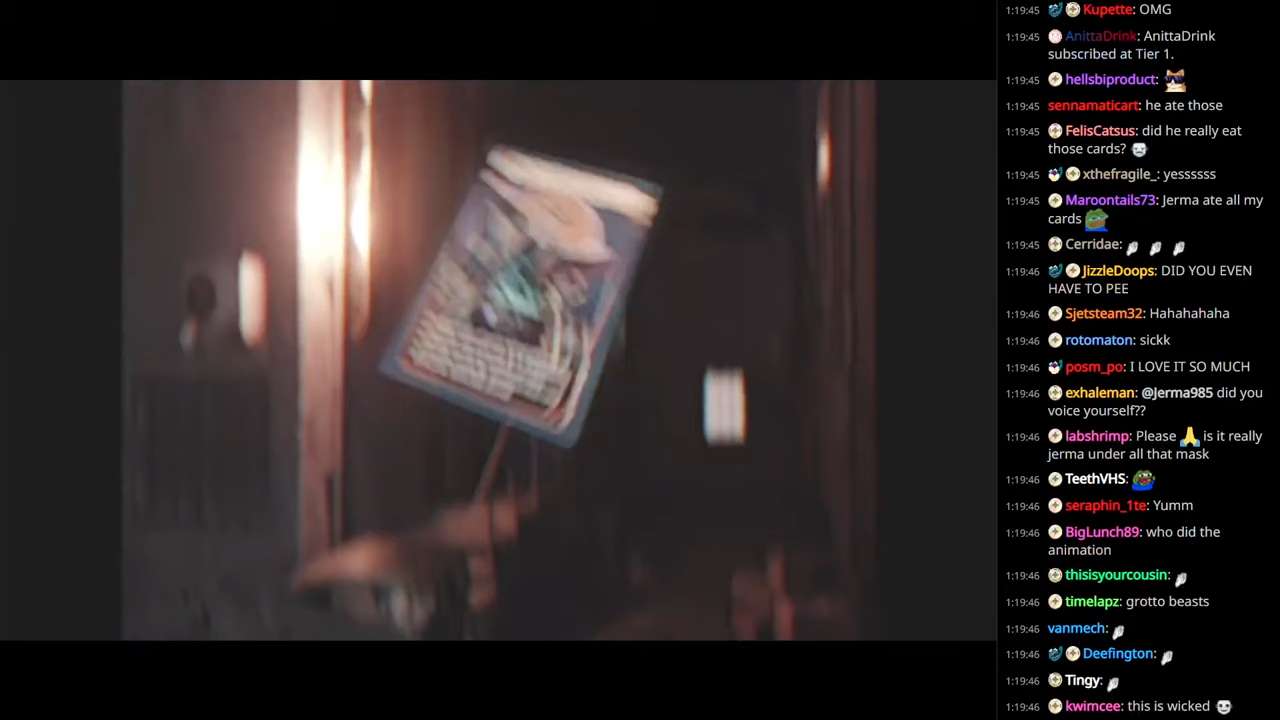 1:19:45 Kupette: OMG
1:19:45 AnittaDrink: AnittaDrink
subscribed at Tier 1.
1:19:45 hellsbiproduct:
1:19:45 sennamaticart: he ate those
1:19:45 FelisCatsus: did he really eat
those cards?
1:19:45 xthefragile_: yessssss
1:19:45 Maroontails73: Jerma ate all my
cards
1:19:45 Cerridae:
1:19:46 JizzleDoops: DID YOU EVEN
HAVE TO PEE
1:19:46 Sjetsteam32: Hahahahaha
1:19:46 rotomaton: sickk
1:19:46 posm_po: I LOVE IT SO MUCH
1:19:46 exhaleman: @Jerma985 did you
voice yourself??
1:19:46 labshrimp: Please is it really
jerma under all that mask
1:19:46 TeethVHS:
1:19:46 seraphin_1te: Yumm
1:19:46 BigLunch89: who did the
animation
1:19:46 thisisyourcousin:
1:19:46 timelapz: grotto beasts
1:19:46 vanmech:
1:19:46 Deefington:
1:19:46 Tingy:
1:19:46 kwimcee: this is wicked